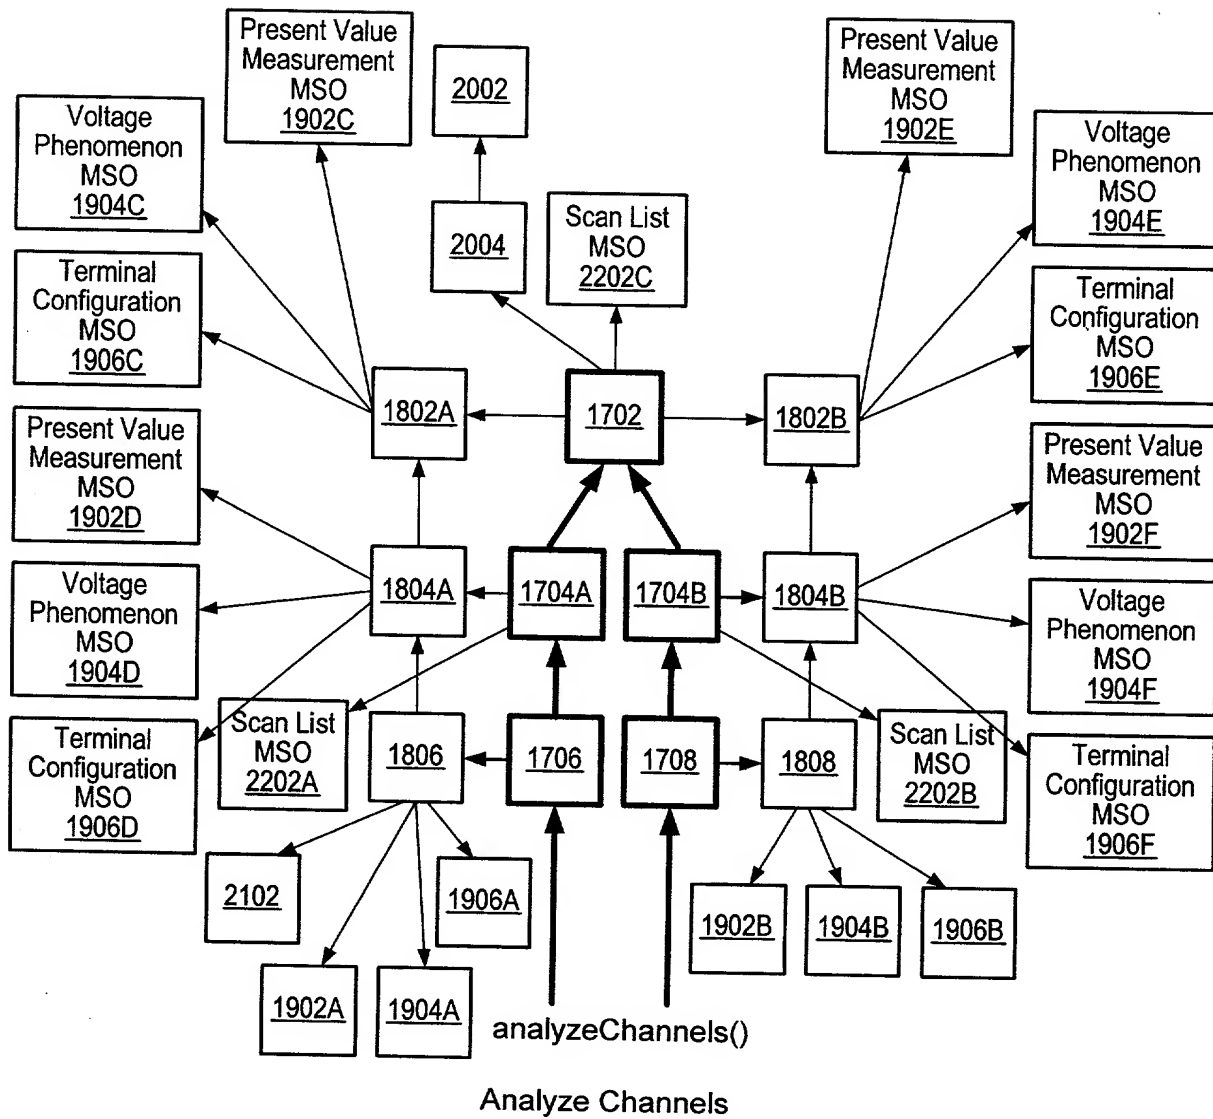 Present Value
Measurement
MSO
1902C
2002
Present Value
Measurement
MSO
1902E
Voltage
Phenomenon
MSO
1904C
Voltage
Phenomenon
MSO
1904E
2004
Scan List
MSO
2202C
Terminal
Configuration
MSO
1906C
Terminal
Configuration
MSO
1906E
1802A
1702
1802B
Present Value
Measurement
MSO
1902D
Present Value
Measurement
MSO
1902F
1804A
1704A
1704B
1804B
Voltage
Phenomenon
MSO
1904D
Voltage
Phenomenon
MSO
1904F
Scan List
MSO
2202A
1806
1706
1708
1808
Scan List
MSO
2202B
Terminal
Configuration
MSO
1906D
Terminal
Configuration
MSO
1906F
2102
1906A
1902B
1904B
1906B
1902A
1904A
analyzeChannels()
Analyze Channels